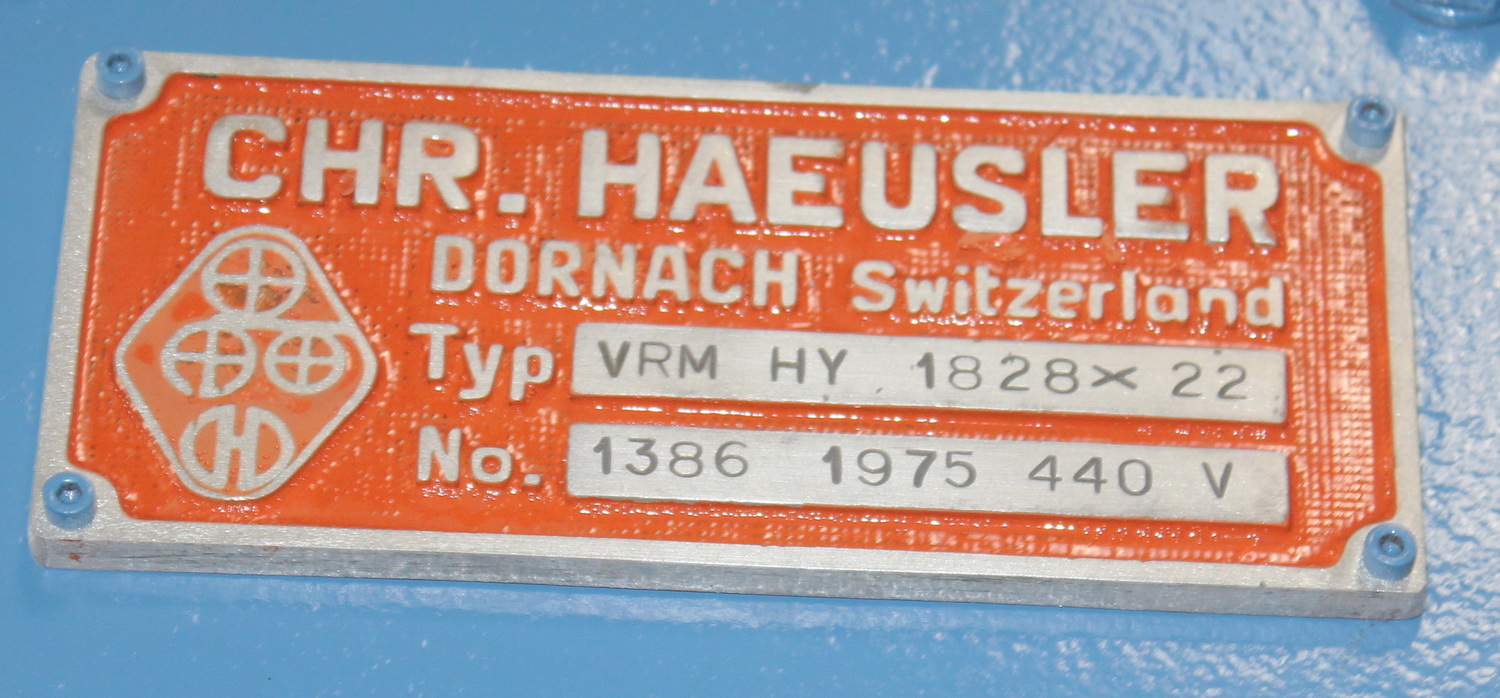 CHR. HAEUSLER
DORNACH Switzerland
Typ VRM HY 1828 × 22
No. 1386 1975 440 V